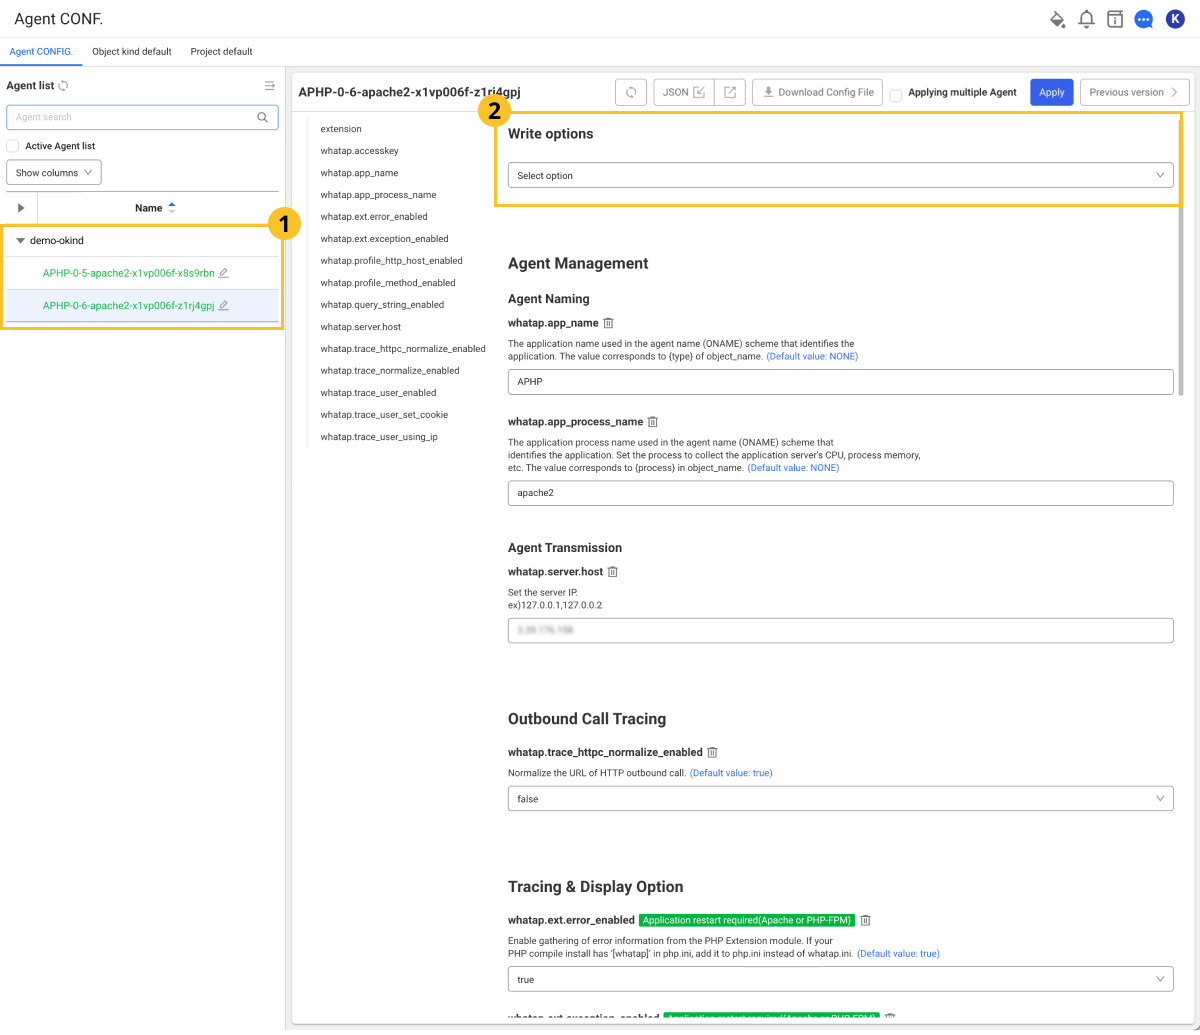 Agent CONF.
K
Agent CONFIG.
Object kind default
Project default
Agent list
Agent search
Active Agent list
Show columns
Name
1
demo-okind
APHP-0-5-apache2-x1vp006f-x8s9rbn
APHP-0-6-apache2-x1vp006f-z1rj4gpj
APHP-0-6-apache2-x1vp006f-z1rj4gpj
JSON
Download Config File
Applying multiple Agent
Apply
Previous version
extension
whatap.accesskey
whatap.app_name
whatap.app_process_name
whatap.ext.error_enabled
whatap.ext.exception_enabled
whatap.profile_http_host_enabled
whatap.profile_method_enabled
whatap.query_string_enabled
whatap.server.host
whatap.trace_httpc_normalize_enabled
whatap.trace_normalize_enabled
whatap.trace_user_enabled
whatap.trace_user_set_cookie
whatap.trace_user_using_ip
2
Write options
Select option
Agent Management
Agent Naming
whatap.app_name
The application name used in the agent name (ONAME) scheme that identifies the
application. The value corresponds to {type} of object_name. (Default value: NONE)
APHP
whatap.app_process_name
The application process name used in the agent name (ONAME) scheme that
identifies the application. Set the process to collect the application server's CPU, process memory,
etc. The value corresponds to {process} in object_name. (Default value: NONE)
apache2
Agent Transmission
whatap.server.host
Set the server IP.
ex)127.0.0.1,127.0.0.2
Outbound Call Tracing
whatap.trace_httpc_normalize_enabled
Normalize the URL of HTTP outbound call. (Default value: true)
false
Tracing & Display Option
whatap.ext.error_enabled Application restart required(Apache or PHP-FPM)
Enable gathering of error information from the PHP Extension module. If your
PHP compile install has '[whatap]' in php.ini, add it to php.ini instead of whatap.ini. (Default value: true)
true
whatap.ext.exception_enabled Application restart required(Apache or PHP-FPM)